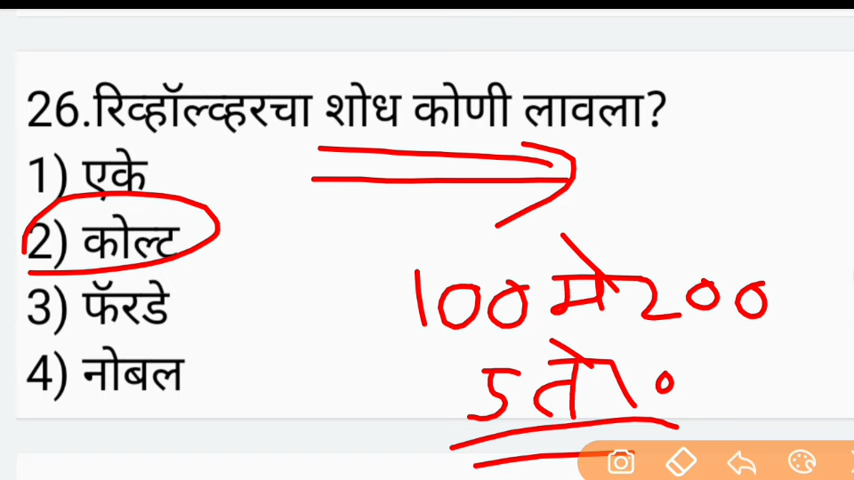 26.रिव्हॉल्व्हरचा शोध कोणी लावला?
1) एके
2) कोल्ट
3) फॅरडे
4) नोबल
100 मे 200
5 ते 10